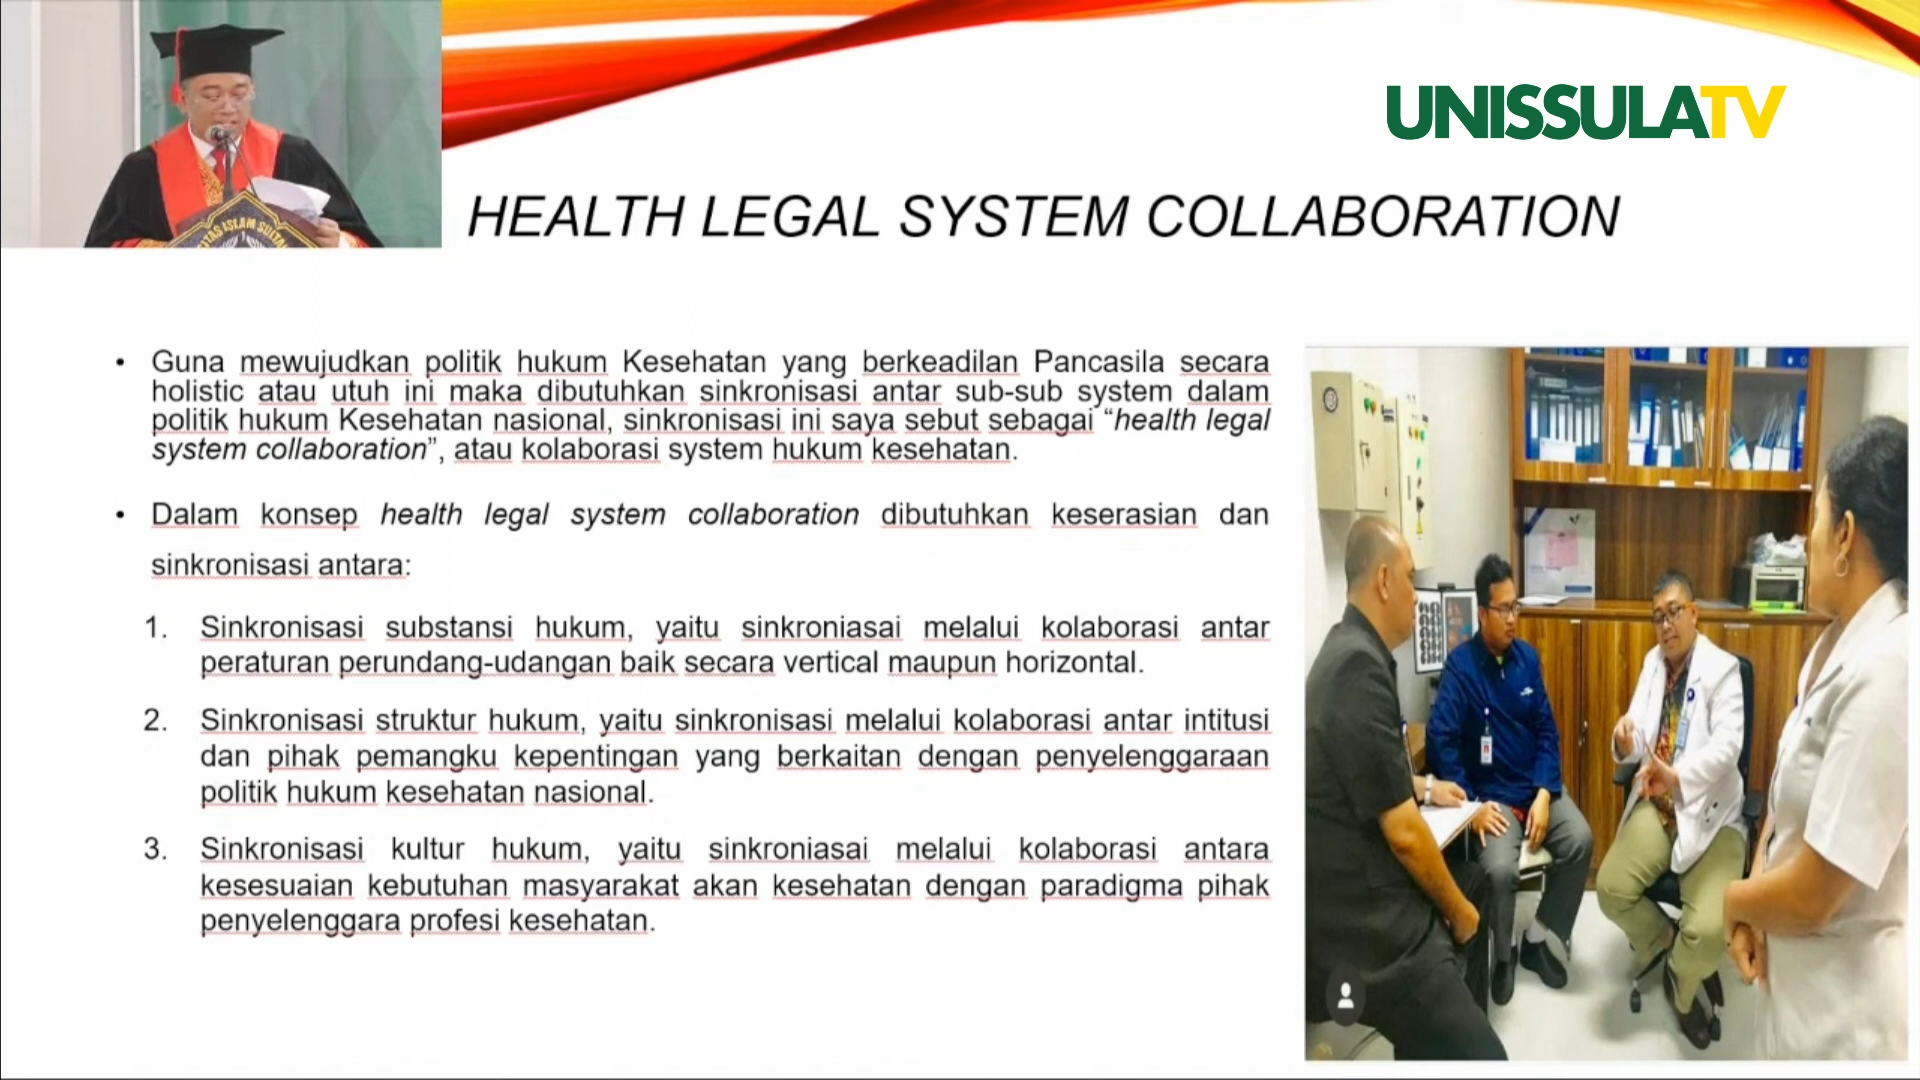 UNISSULATV
HEALTH LEGAL SYSTEM COLLABORATION
• Guna mewujudkan politik hukum Kesehatan yang berkeadilan Pancasila secara
holistic atau utuh ini maka dibutuhkan sinkronisasi antar sub-sub system dalam
politik hukum Kesehatan nasional, sinkronisasi ini saya sebut sebagai “health legal
system collaboration”, atau kolaborasi system hukum kesehatan.
• Dalam konsep health legal system collaboration dibutuhkan keserasian dan
sinkronisasi antara:
1. Sinkronisasi substansi hukum, yaitu sinkroniasai melalui kolaborasi antar
peraturan perundang-udangan baik secara vertical maupun horizontal.
2. Sinkronisasi struktur hukum, yaitu sinkronisasi melalui kolaborasi antar intitusi
dan pihak pemangku kepentingan yang berkaitan dengan penyelenggaraan
politik hukum kesehatan nasional.
3. Sinkronisasi kultur hukum, yaitu sinkroniasai melalui kolaborasi antara
kesesuaian kebutuhan masyarakat akan kesehatan dengan paradigma pihak
penyelenggara profesi kesehatan.